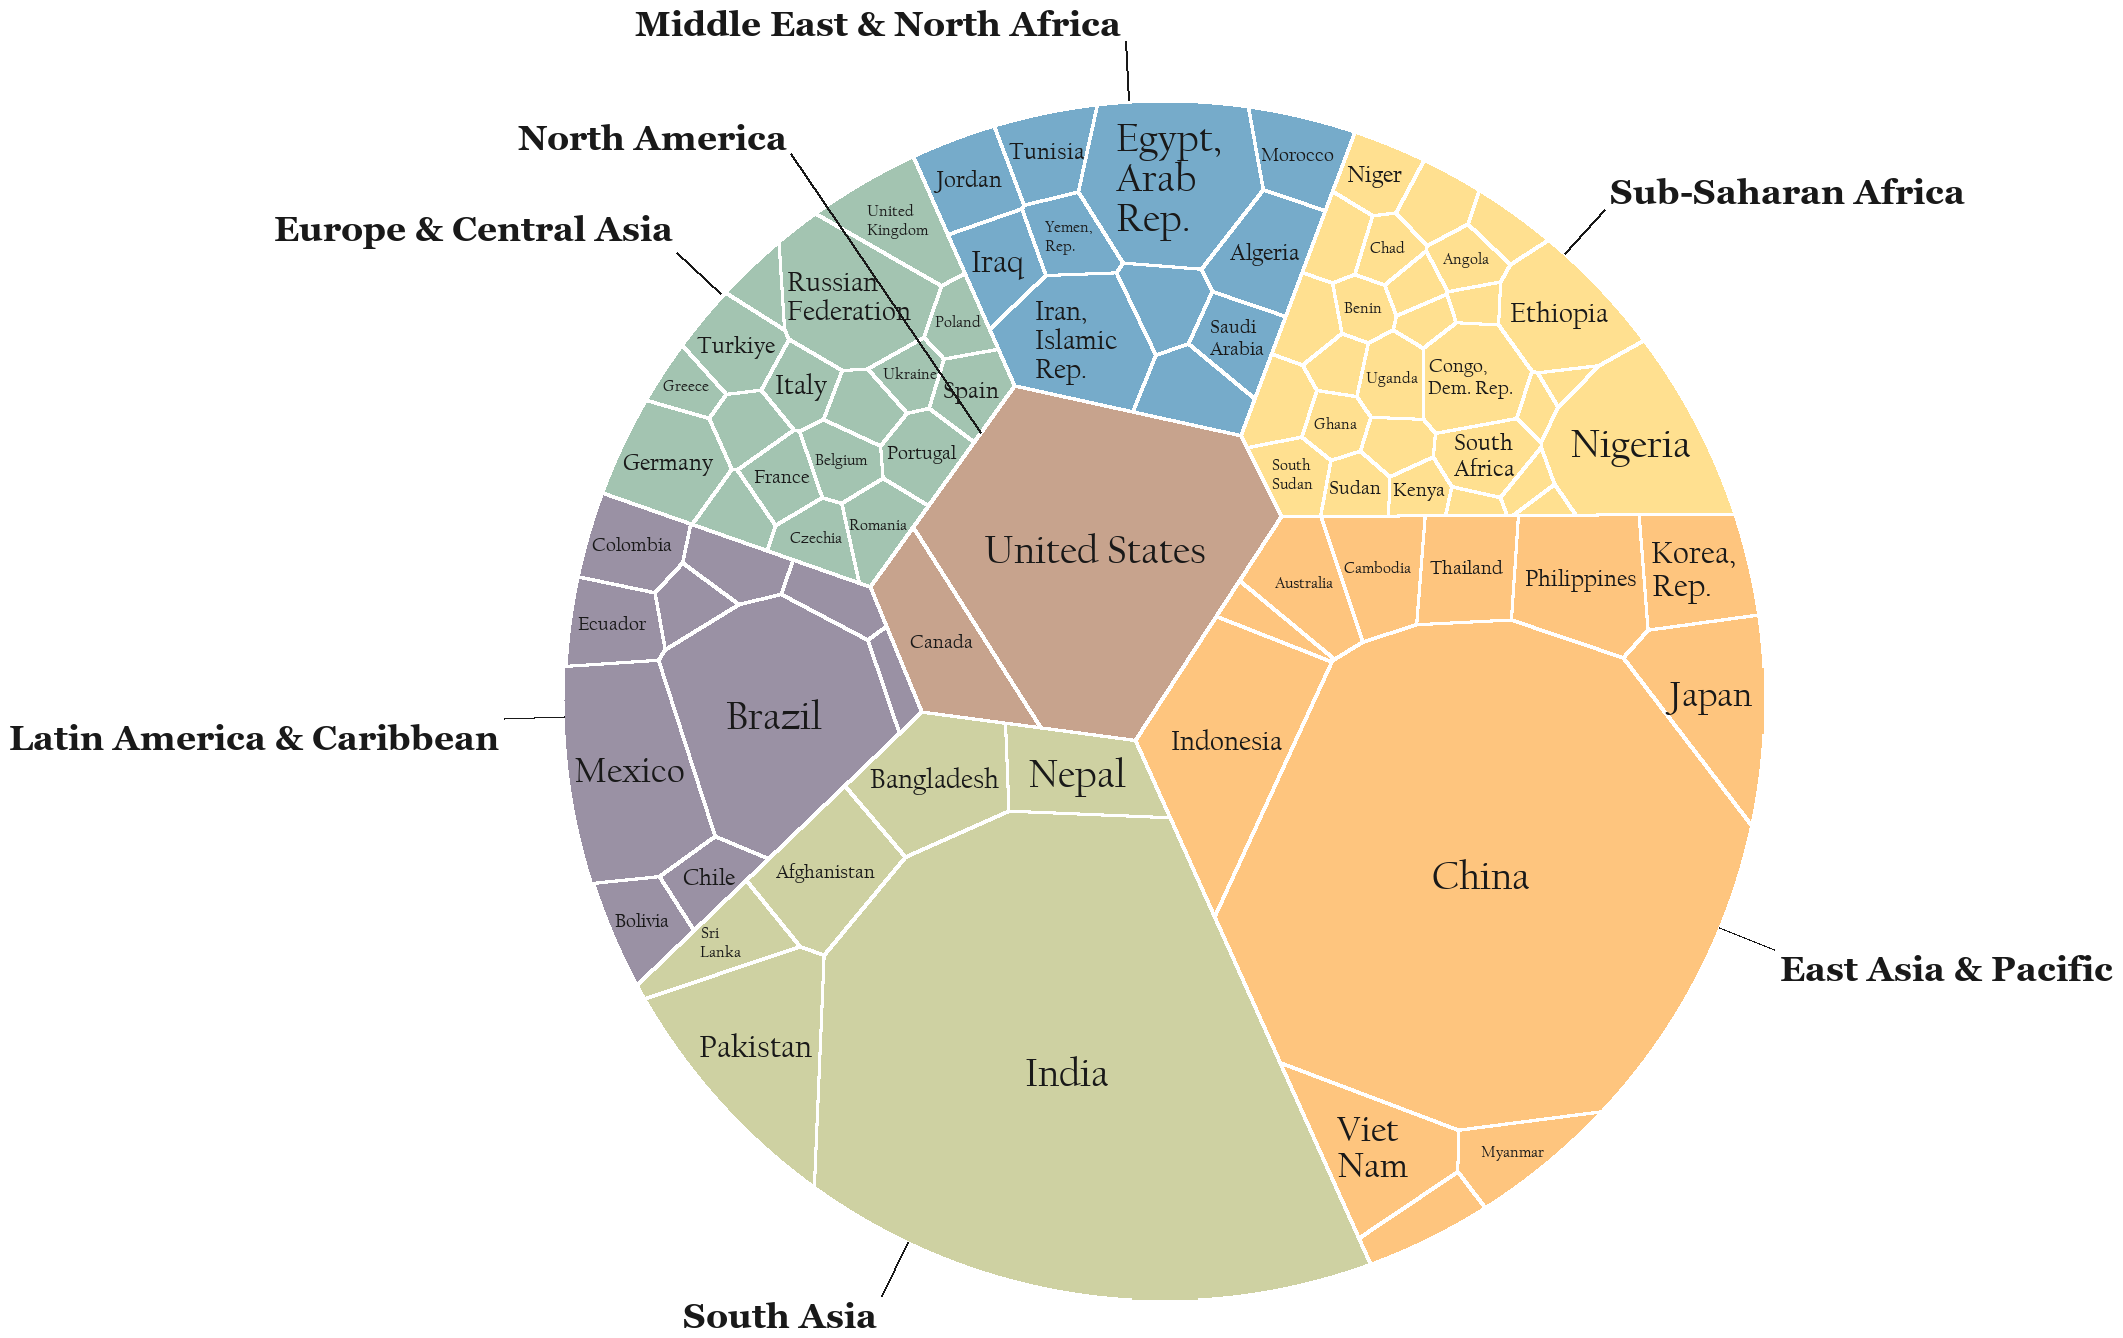 Middle East & North Africa
North America
Europe & Central Asia
Sub-Saharan Africa
Latin America & Caribbean
East Asia & Pacific
South Asia
Jordan
Tunisia
Egypt,
Arab
Rep.
Morocco
Iraq
Yemen,
Rep.
Algeria
Iran,
Islamic
Rep.
Saudi
Arabia
United
Kingdom
Russian
Federation
Poland
Turkiye
Greece
Italy
Ukraine
Spain
Germany
France
Belgium
Portugal
Czechia
Romania
Niger
Chad
Angola
Benin
Ethiopia
Uganda
Congo,
Dem. Rep.
Ghana
Nigeria
South
Africa
South
Sudan
Sudan
Kenya
United States
Canada
Colombia
Ecuador
Brazil
Mexico
Chile
Bolivia
Australia
Cambodia
Thailand
Philippines
Korea,
Rep.
Japan
Indonesia
China
Viet
Nam
Myanmar
Bangladesh
Nepal
Afghanistan
Sri
Lanka
Pakistan
India